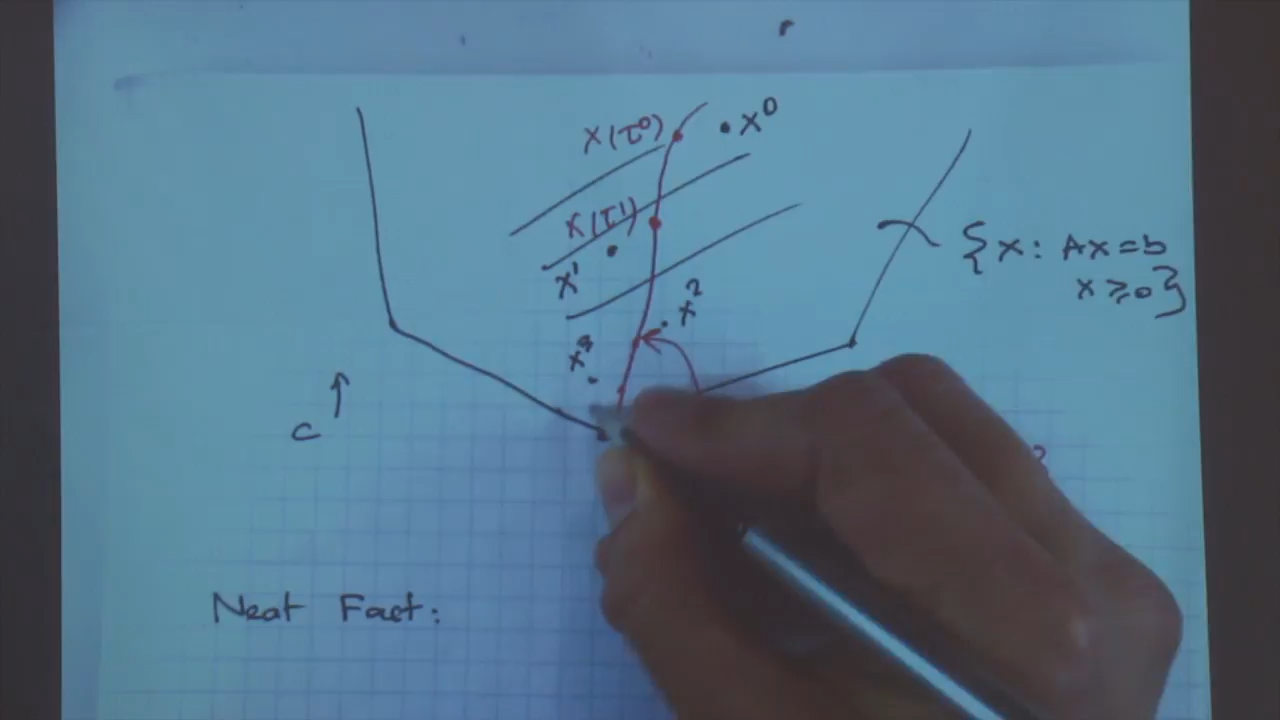 x(τ⁰) x⁰
x(τ¹)
x¹
{x: Ax=b
x≥0}
x²
x³
c
Neat Fact: